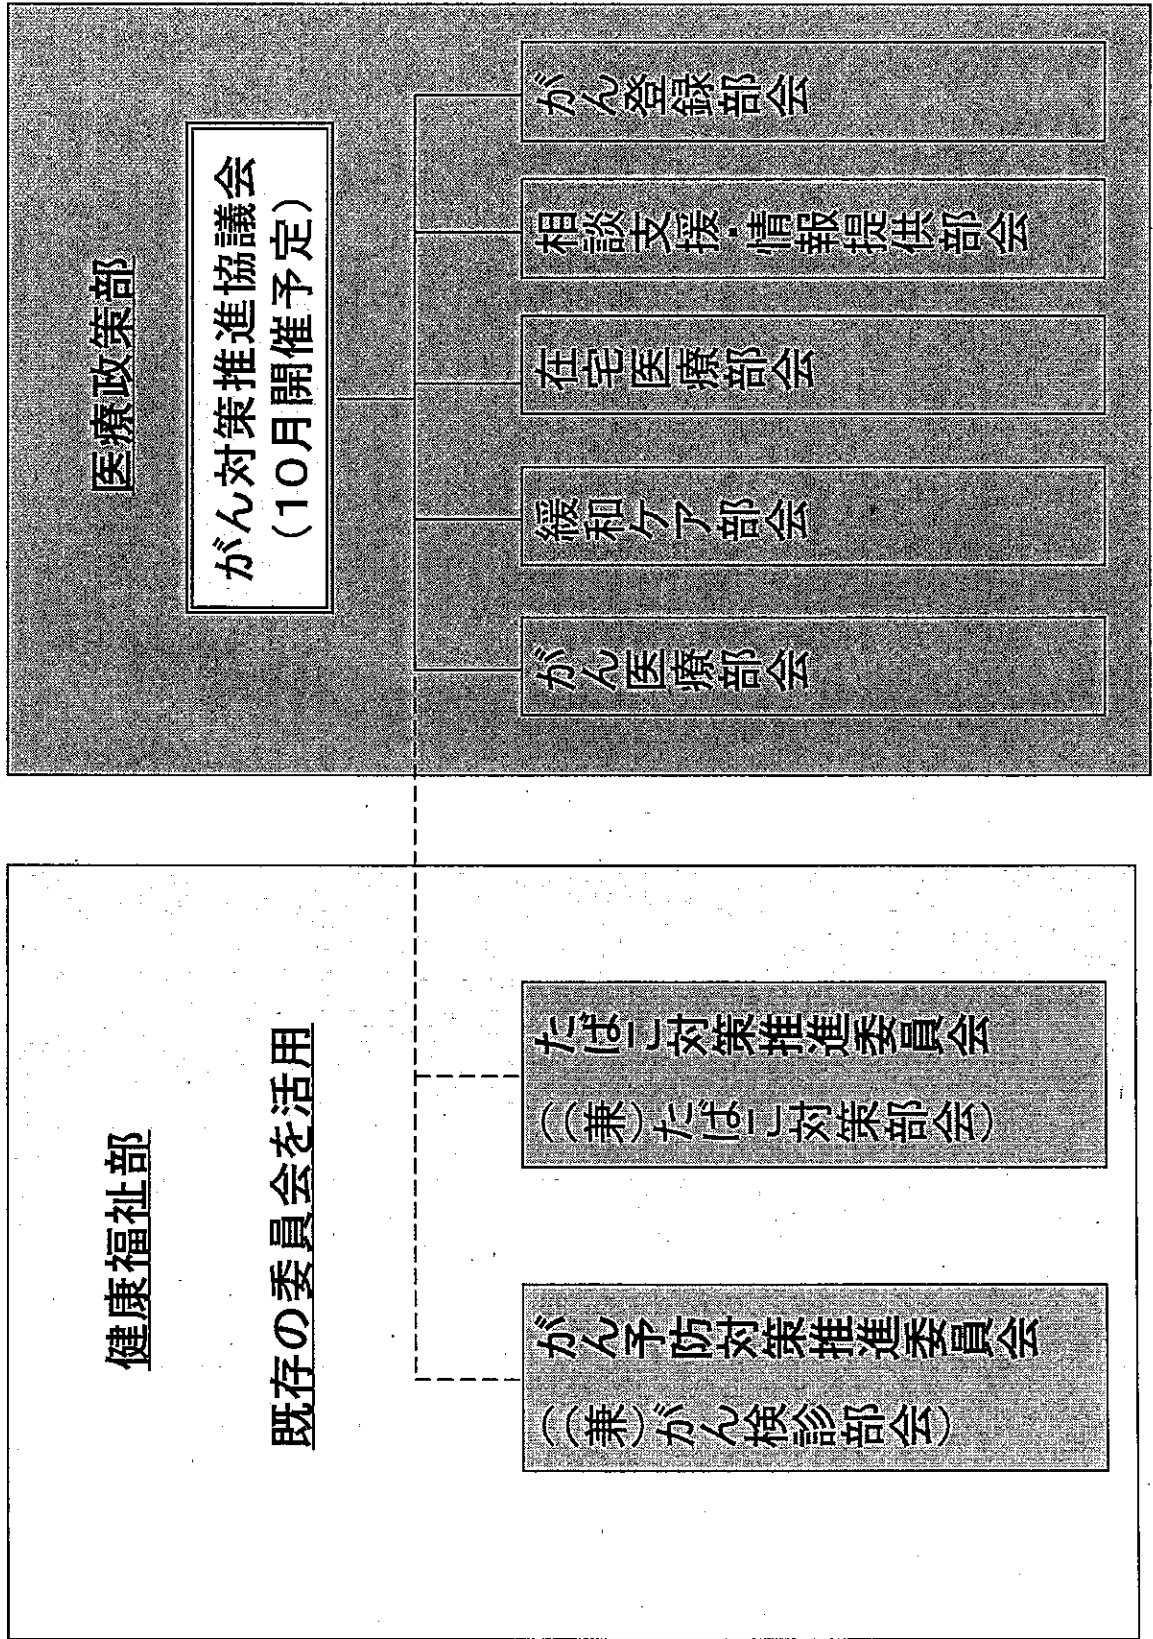 健康福祉部
既存の委員会を活用
がん予防対策推進委員会
（（兼）がん検診部会）
たばこ対策推進委員会
（（兼）たばこ対策部会）
医療政策部
がん対策推進協議会
（10月開催予定）
がん医療部会
緩和ケア部会
在宅医療部会
相談支援・情報提供部会
がん登録部会